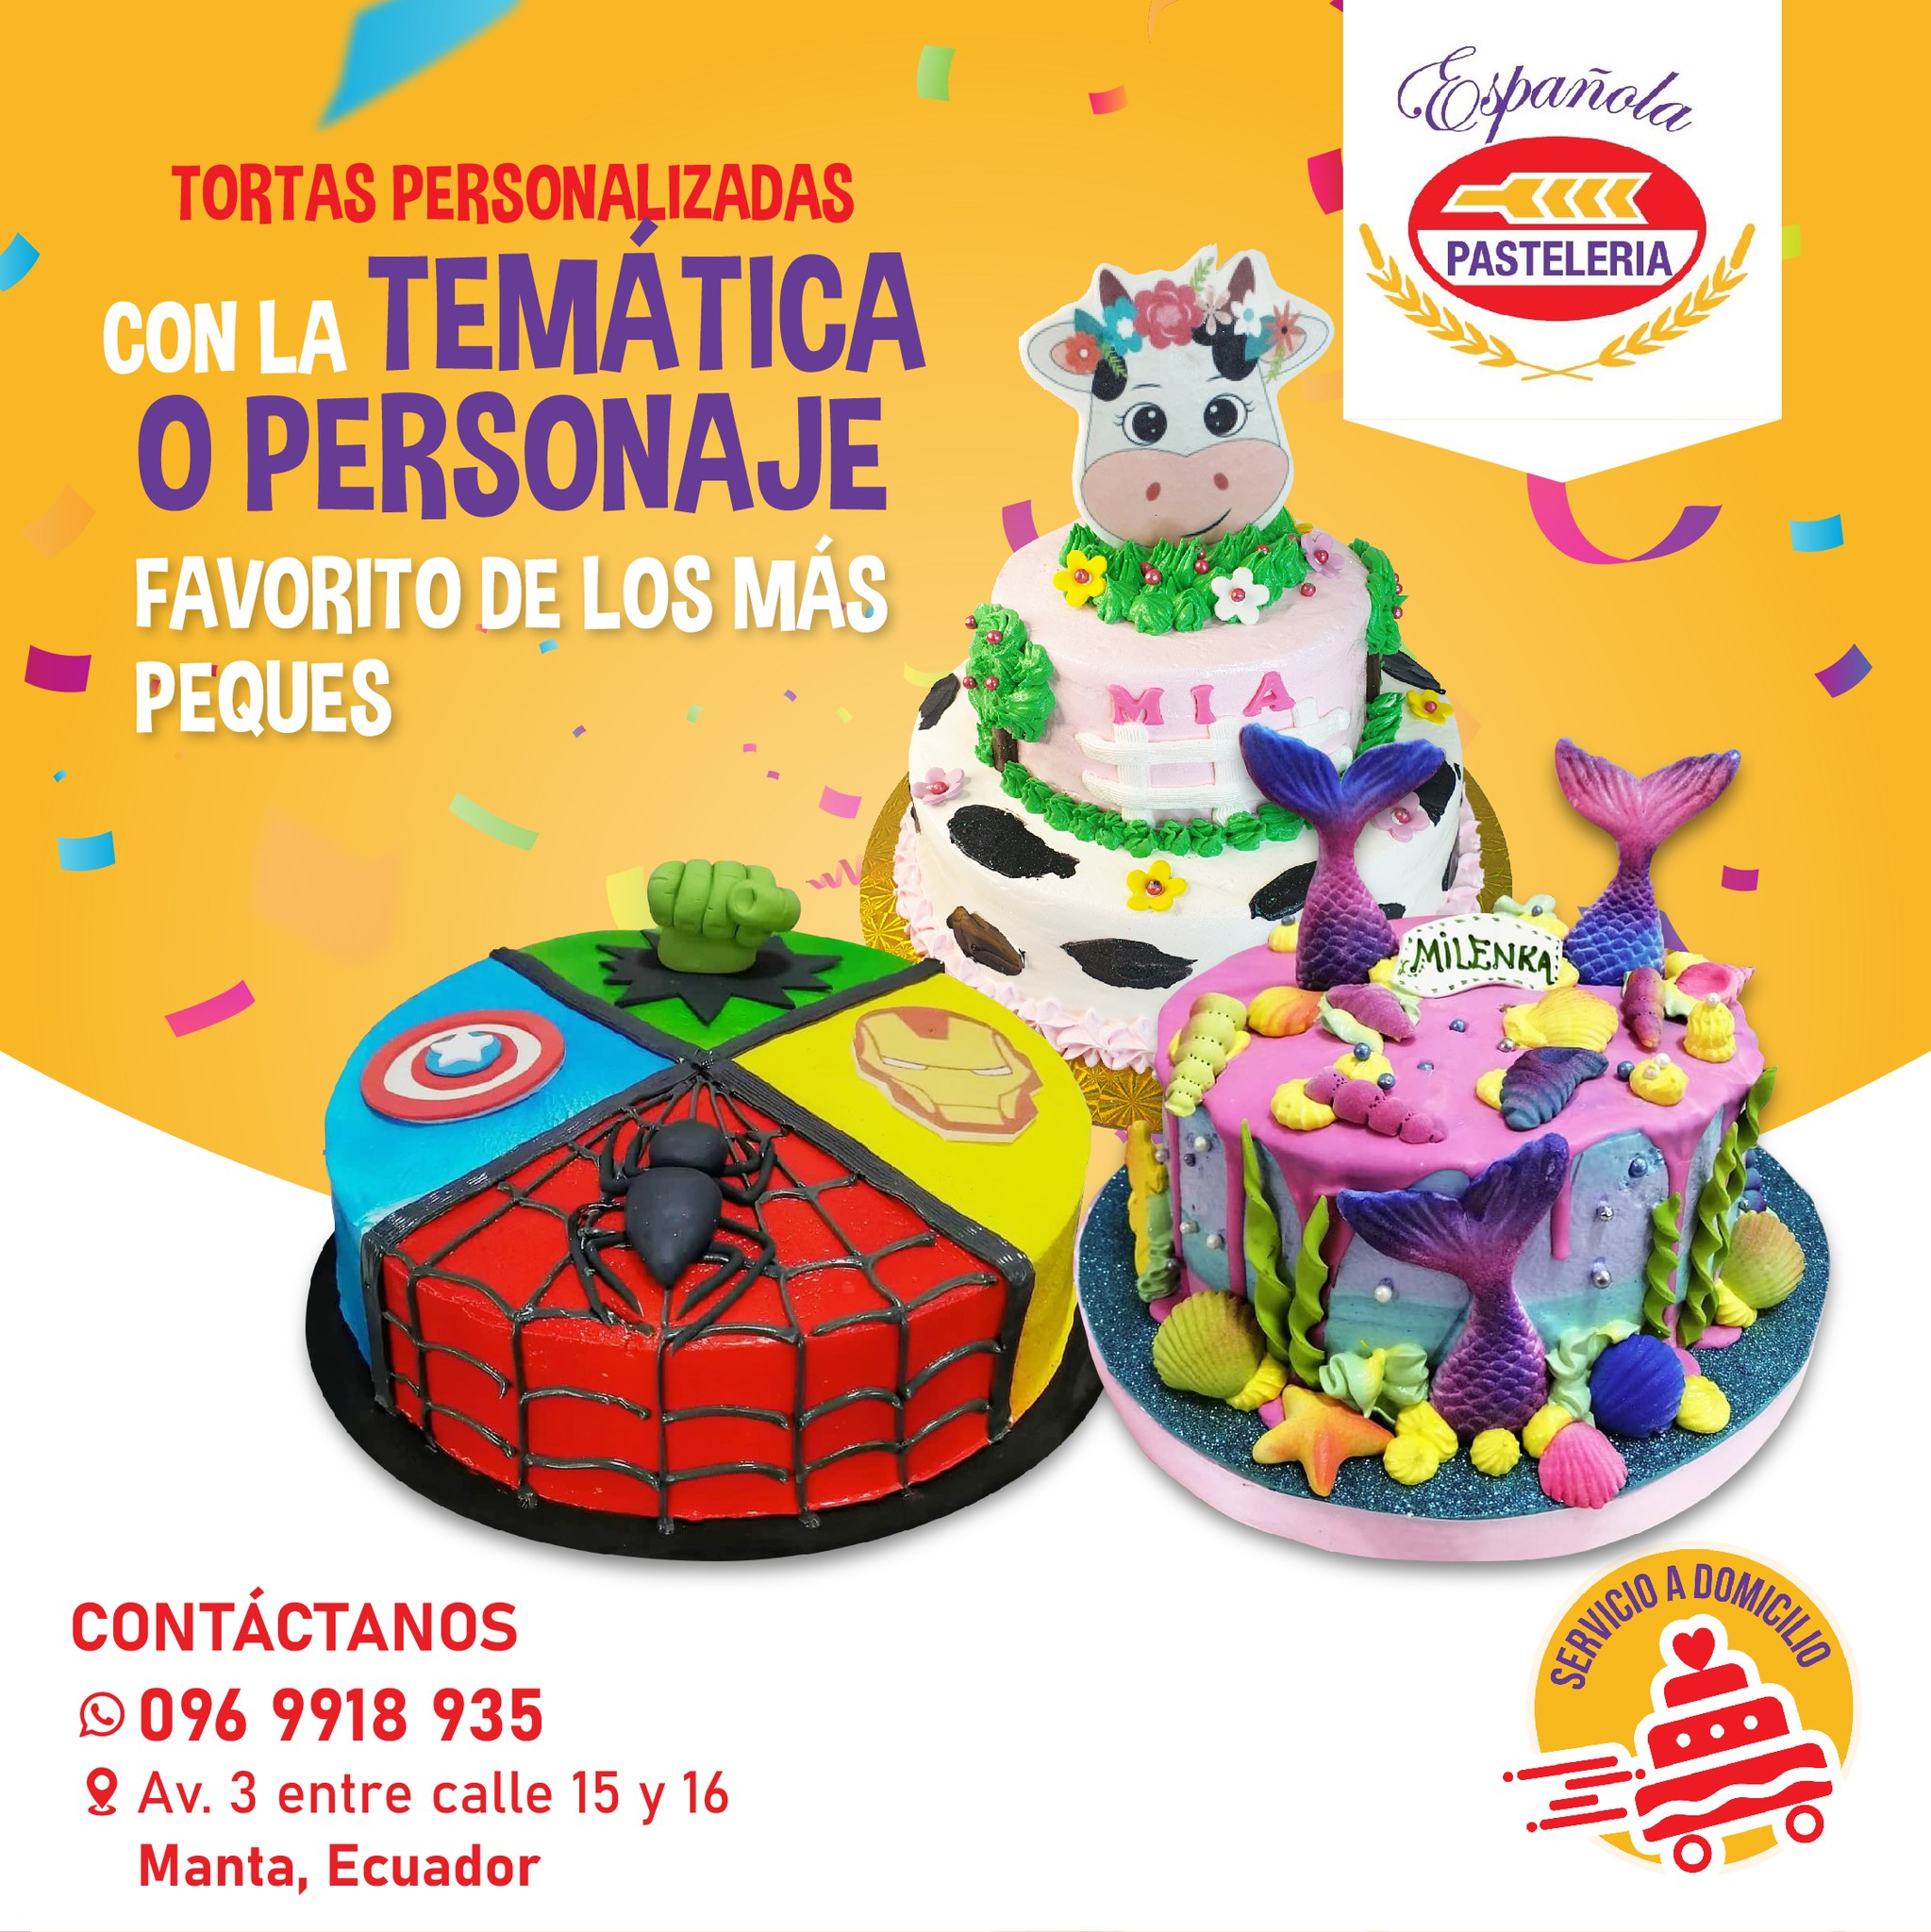 Española
PASTELERIA
TORTAS PERSONALIZADAS
CON LA TEMÁTICA
O PERSONAJE
FAVORITO DE LOS MÁS
PEQUES
MIA
MILENKA
CONTÁCTANOS
096 9918 935
Av. 3 entre calle 15 y 16
Manta, Ecuador
SERVICIO A DOMICILIO